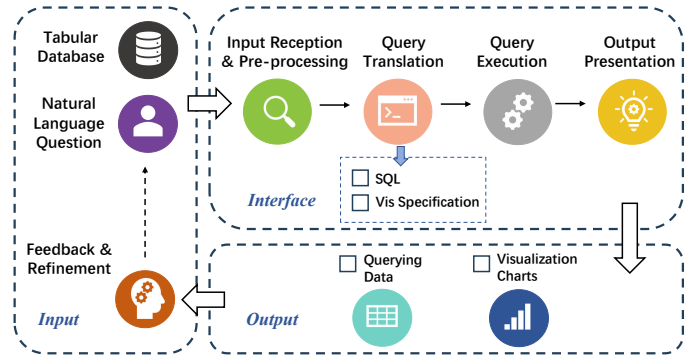 Tabular
Database
Natural
Language
Question
Feedback &
Refinement
Input
Input Reception
& Pre-processing
Query
Translation
Query
Execution
Output
Presentation
SQL
Vis Specification
Interface
Querying
Data
Visualization
Charts
Output